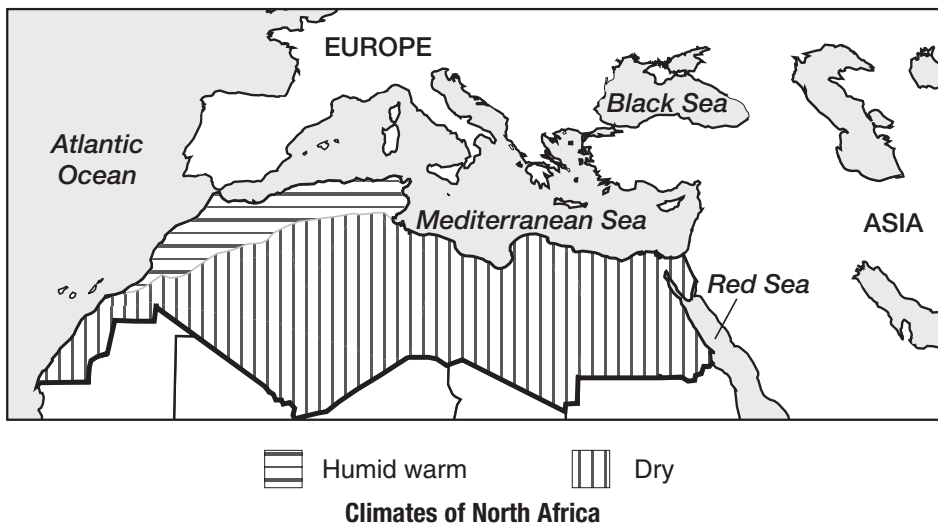 EUROPE
Black Sea
Atlantic
Ocean
Mediterranean Sea
ASIA
Red Sea
Humid warm
Dry
Climates of North Africa